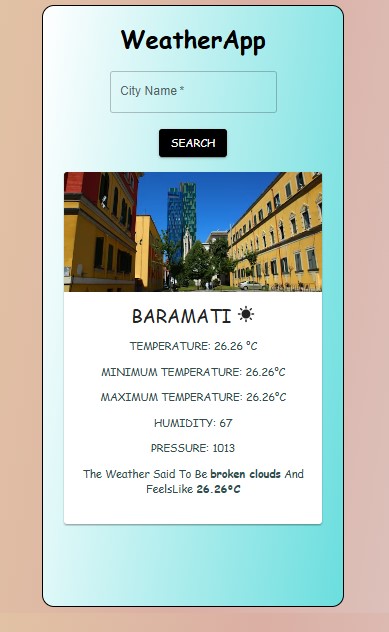 WeatherApp
City Name *
SEARCH
BARAMATI
TEMPERATURE: 26.26 °C
MINIMUM TEMPERATURE: 26.26°C
MAXIMUM TEMPERATURE: 26.26°C
HUMIDITY: 67
PRESSURE: 1013
The Weather Said To Be broken clouds And
FeelsLike 26.26°C